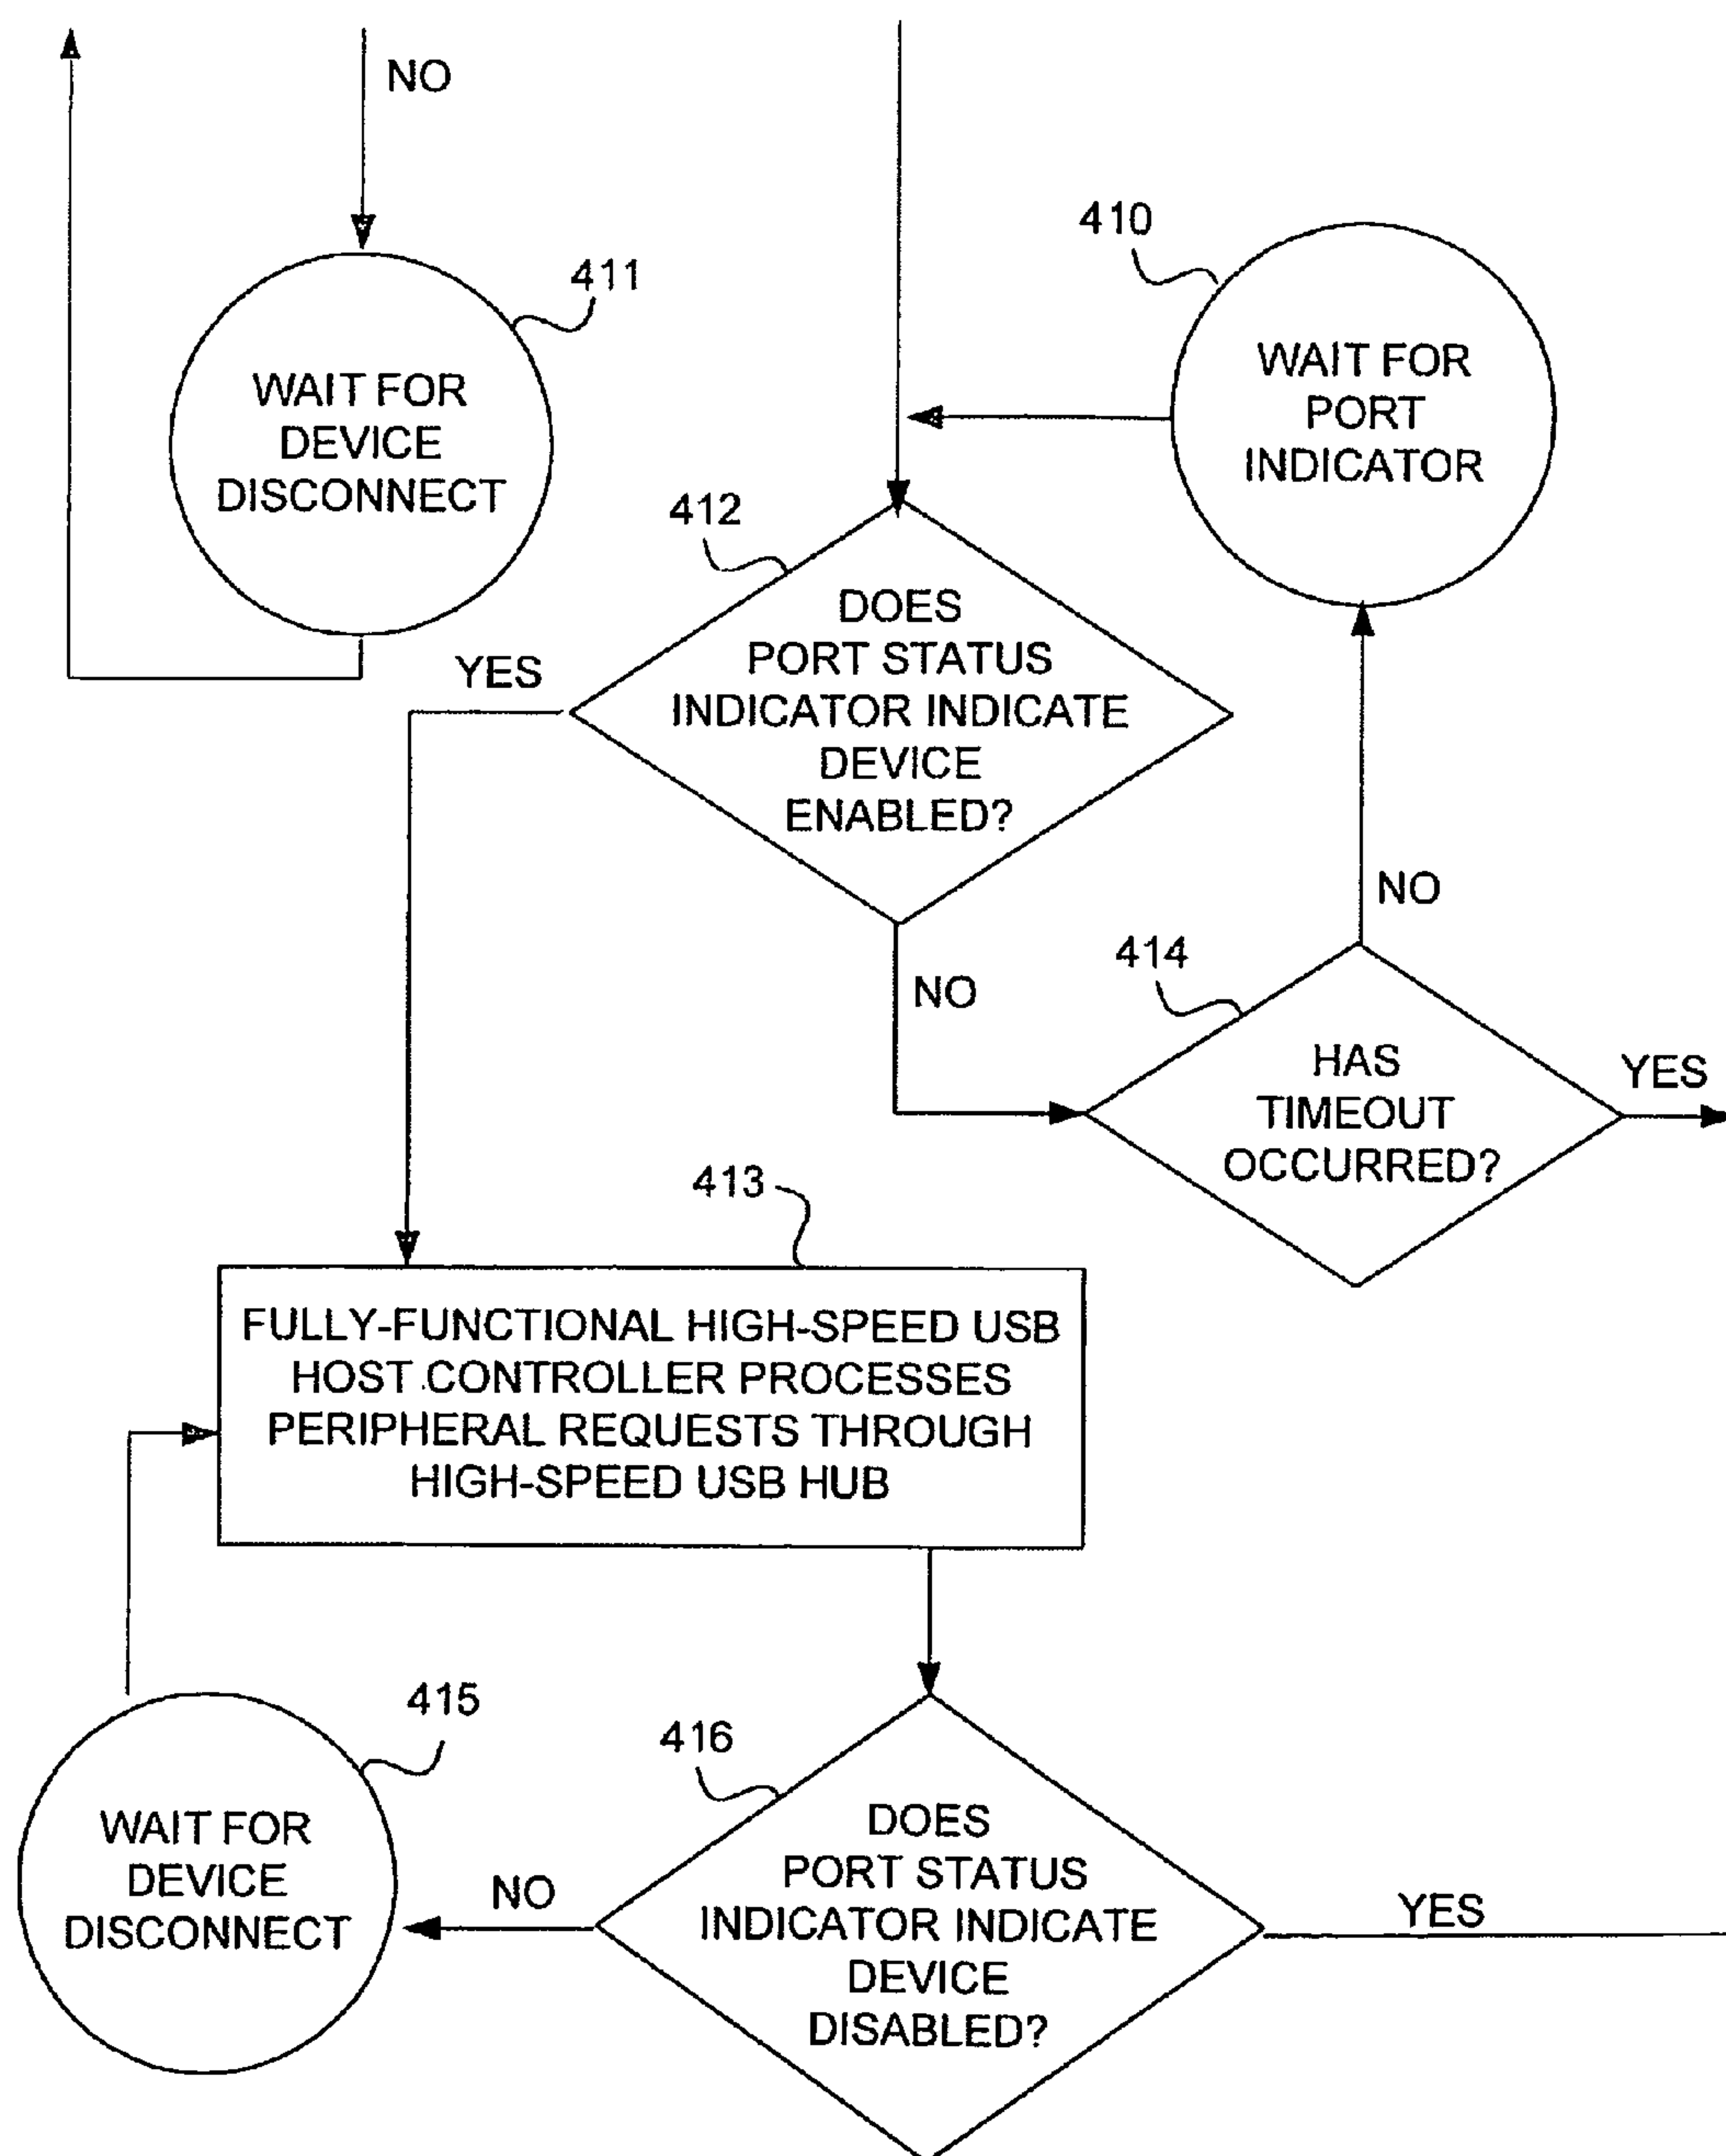 NO
410
411
WAIT FOR
PORT
INDICATOR
WAIT FOR
DEVICE
DISCONNECT
412
DOES
PORT STATUS
INDICATOR INDICATE
DEVICE
ENABLED?
YES
NO
NO
414
HAS
TIMEOUT
OCCURRED?
YES
413
FULLY-FUNCTIONAL HIGH-SPEED USB
HOST CONTROLLER PROCESSES
PERIPHERAL REQUESTS THROUGH
HIGH-SPEED USB HUB
415
416
WAIT FOR
DEVICE
DISCONNECT
NO
DOES
PORT STATUS
INDICATOR INDICATE
DEVICE
DISABLED?
YES